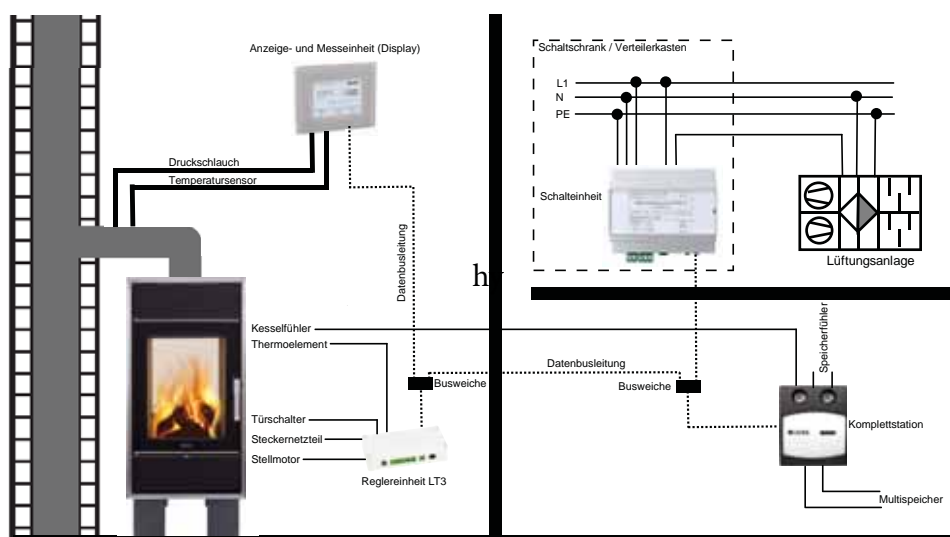 Anzeige- und Messeinheit (Display)
Druckschlauch
Temperatursensor
Datenbusleitung
Schaltschrank / Verteilerkasten
L1
N
PE
Schalteinheit
Lüftungsanlage
Kesselfühler
Thermoelement
Busweiche
Datenbusleitung
Busweiche
Speicherfühler
Türschalter
Steckernetzteil
Stellmotor
Reglereinheit LT3
Komplettstation
Multispeicher